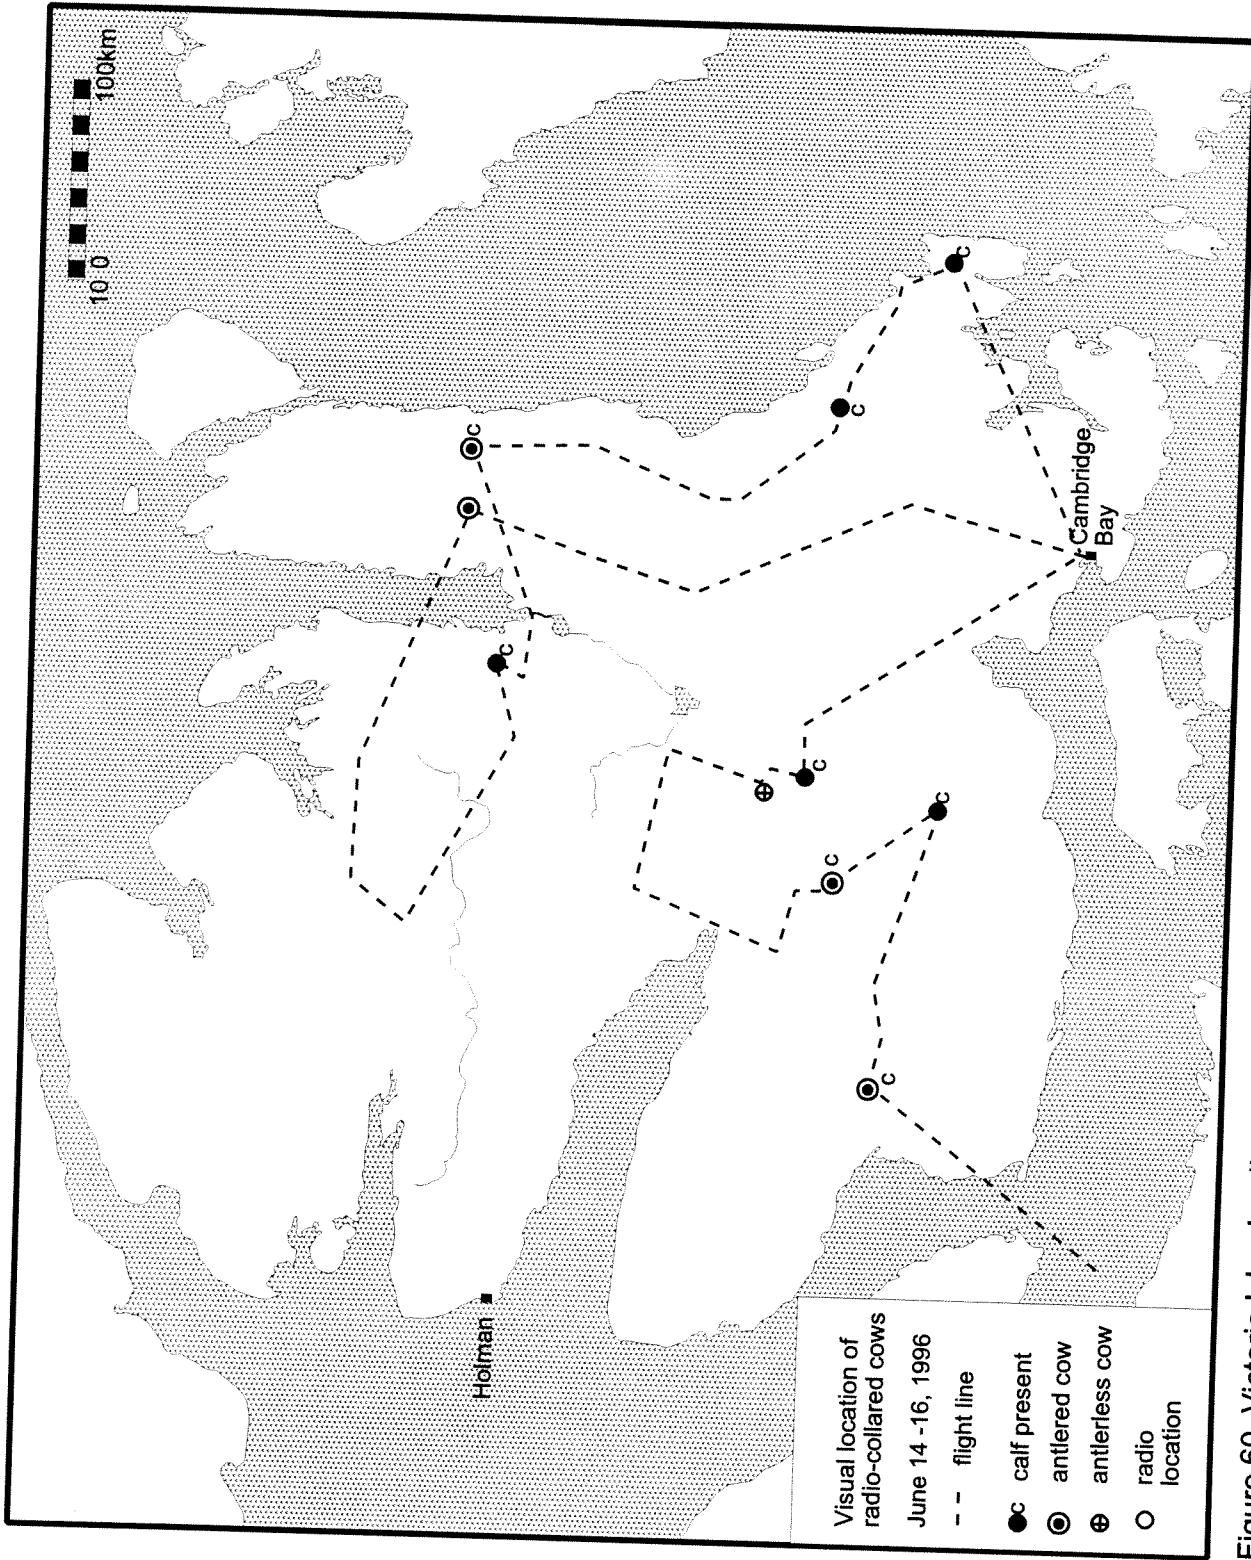 10 0
100km
Cambridge
Bay
Holman
c
c
c
c
c
c
c
c
Visual location of
radio-collared cows
June 14 -16, 1996
flight line
c calf present
antlered cow
antlerless cow
radio
location
Figure 60. Victoria Island